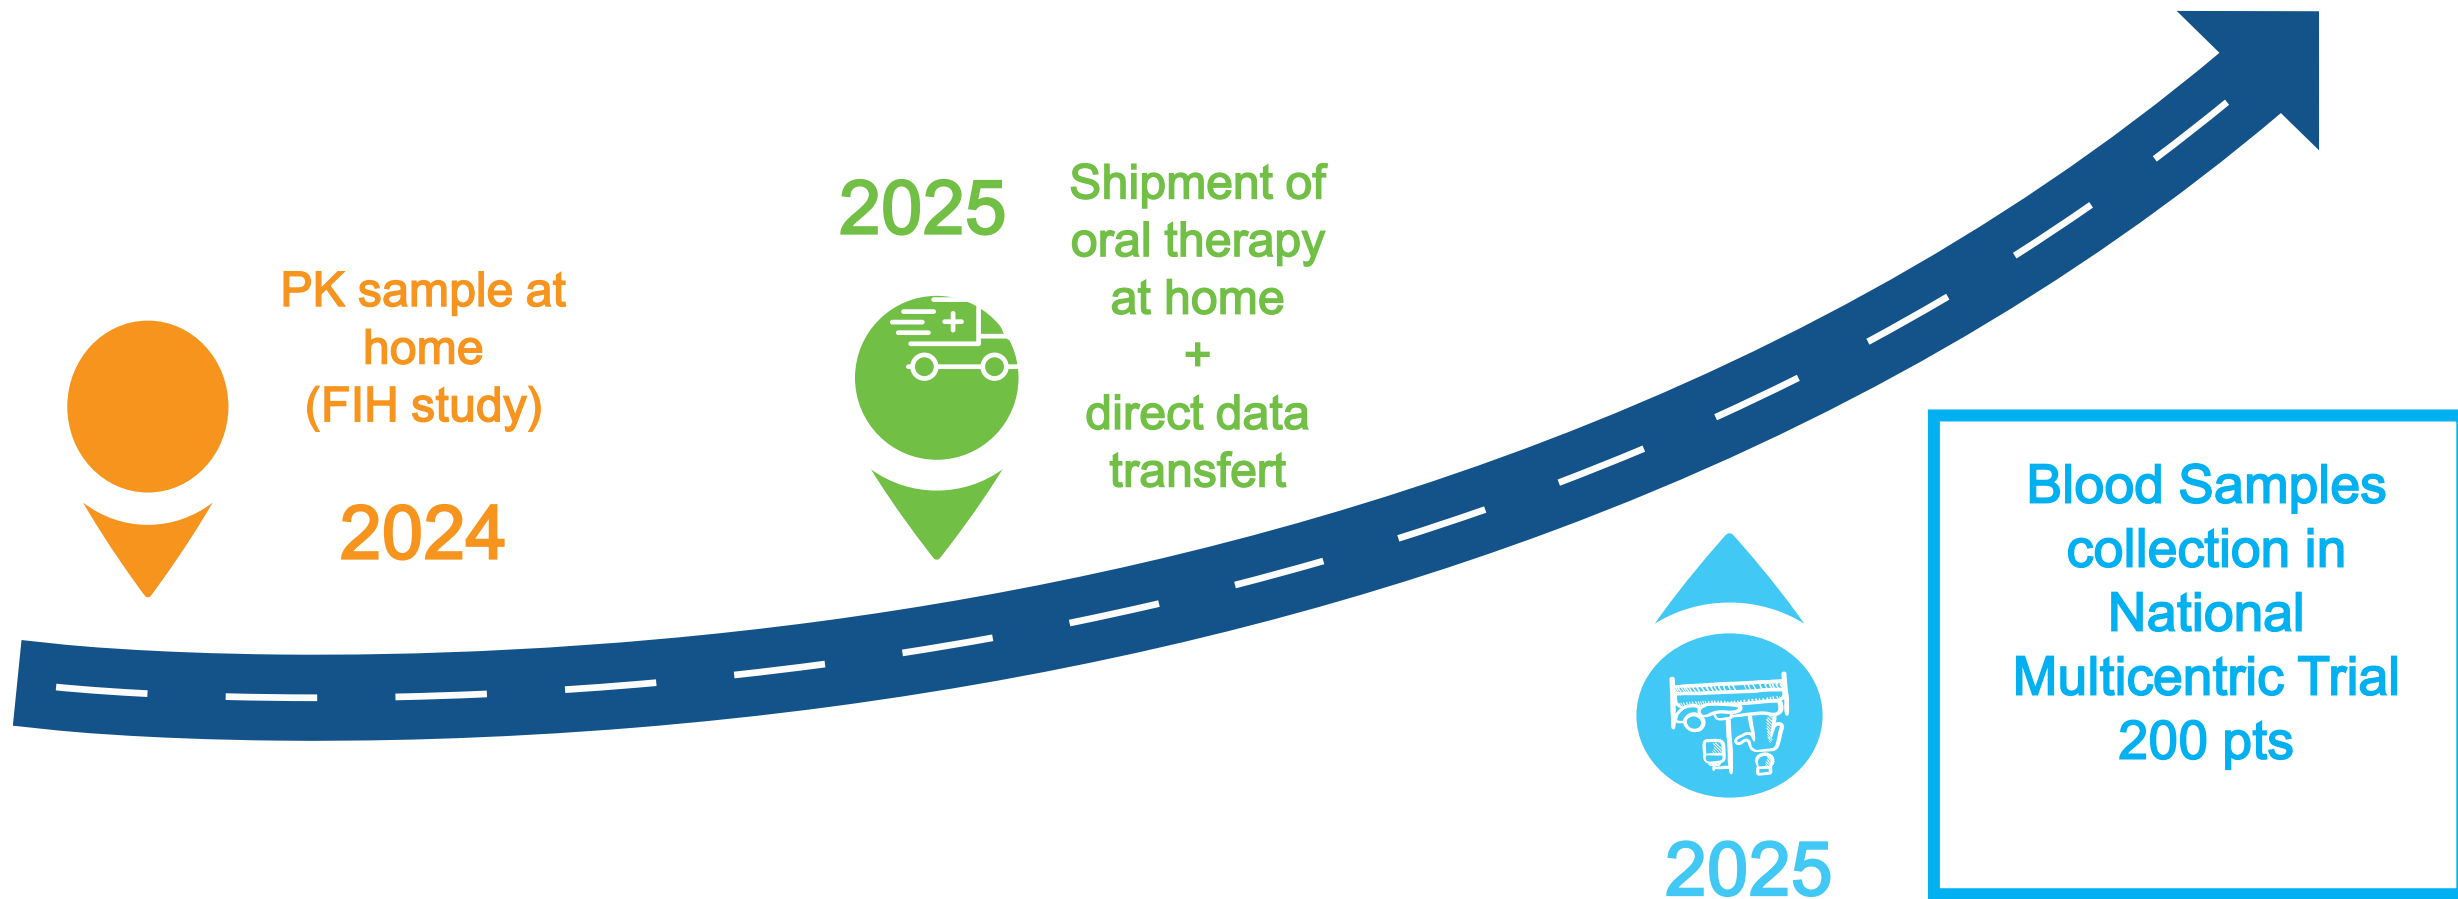 PK sample at
home
(FIH study)
2024
2025
Shipment of
oral therapy
at home
+
direct data
transfert
Blood Samples
collection in
National
Multicentric Trial
200 pts
2025